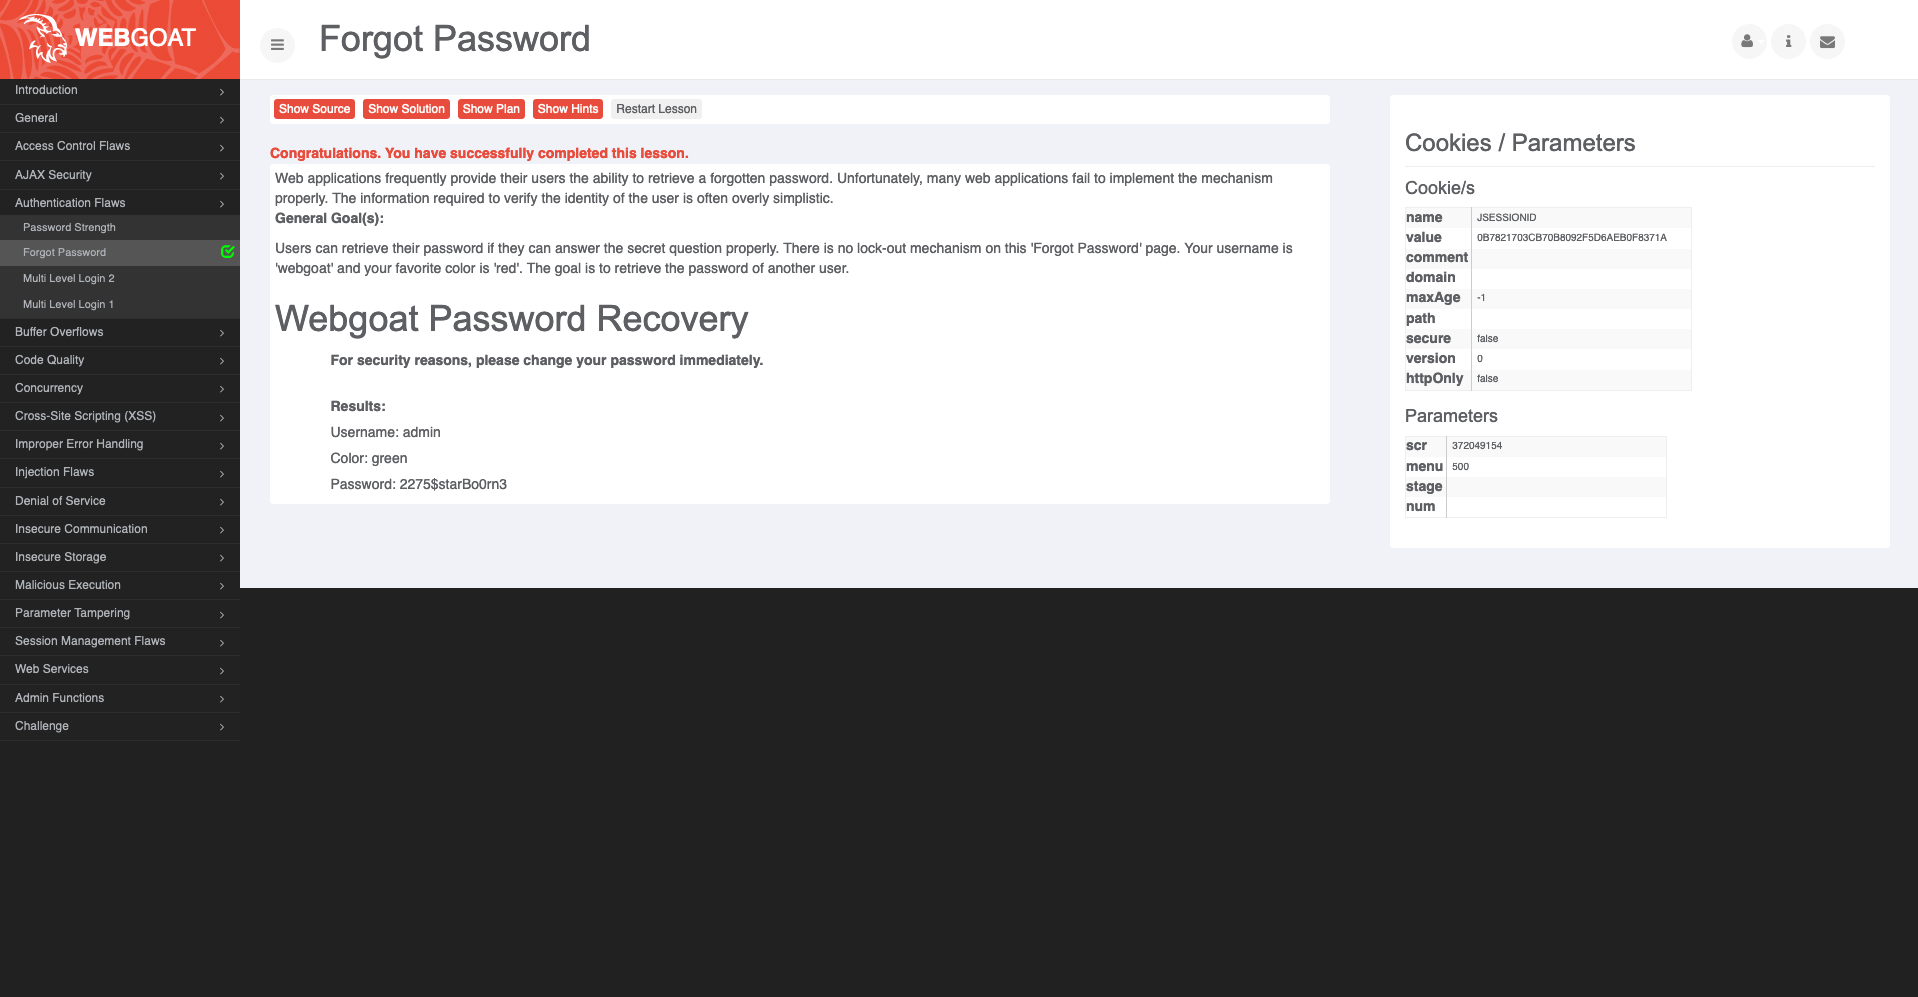 WEBGOAT
Forgot Password
Introduction
General
Access Control Flaws
AJAX Security
Authentication Flaws
Password Strength
Forgot Password
Multi Level Login 2
Multi Level Login 1
Buffer Overflows
Code Quality
Concurrency
Cross-Site Scripting (XSS)
Improper Error Handling
Injection Flaws
Denial of Service
Insecure Communication
Insecure Storage
Malicious Execution
Parameter Tampering
Session Management Flaws
Web Services
Admin Functions
Challenge
Show Source Show Solution Show Plan Show Hints Restart Lesson
Congratulations. You have successfully completed this lesson.
Web applications frequently provide their users the ability to retrieve a forgotten password. Unfortunately, many web applications fail to implement the mechanism
properly. The information required to verify the identity of the user is often overly simplistic.
General Goal(s):
Users can retrieve their password if they can answer the secret question properly. There is no lock-out mechanism on this 'Forgot Password' page. Your username is
'webgoat' and your favorite color is 'red'. The goal is to retrieve the password of another user.
Webgoat Password Recovery
For security reasons, please change your password immediately.
Results:
Username: admin
Color: green
Password: 2275$starBo0rn3
Cookies / Parameters
Cookie/s
name JSESSIONID
value 0B7821703CB70B8092F5D6AEB0F8371A
comment
domain
maxAge -1
path
secure false
version 0
httpOnly false
Parameters
scr 372049154
menu 500
stage
num